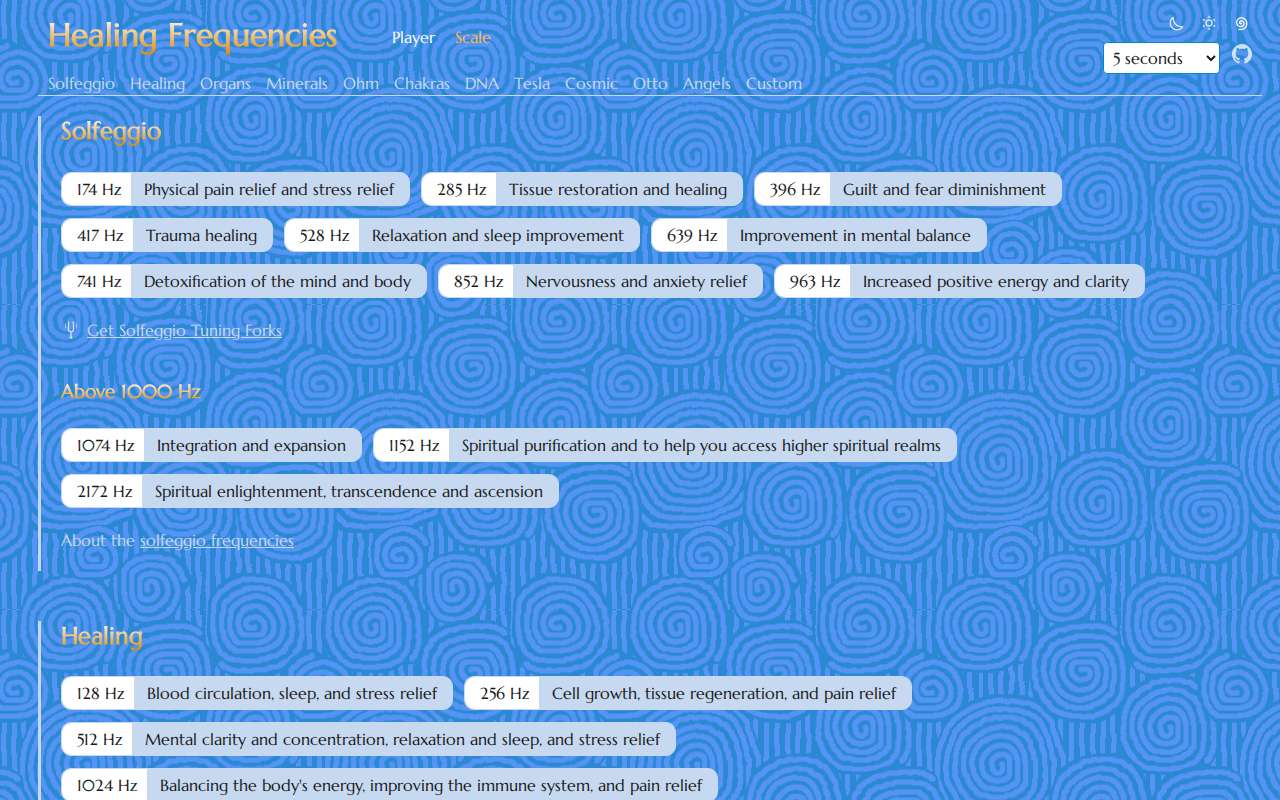 Healing Frequencies
Player Scale
5 seconds
Solfeggio Healing Organs Minerals Ohm Chakras DNA Tesla Cosmic Otto Angels Custom
Solfeggio
174 Hz Physical pain relief and stress relief 285 Hz Tissue restoration and healing 396 Hz Guilt and fear diminishment
417 Hz Trauma healing 528 Hz Relaxation and sleep improvement 639 Hz Improvement in mental balance
741 Hz Detoxification of the mind and body 852 Hz Nervousness and anxiety relief 963 Hz Increased positive energy and clarity
Get Solfeggio Tuning Forks
Above 1000 Hz
1074 Hz Integration and expansion 1152 Hz Spiritual purification and to help you access higher spiritual realms
2172 Hz Spiritual enlightenment, transcendence and ascension
About the solfeggio frequencies
Healing
128 Hz Blood circulation, sleep, and stress relief 256 Hz Cell growth, tissue regeneration, and pain relief
512 Hz Mental clarity and concentration, relaxation and sleep, and stress relief
1024 Hz Balancing the body's energy, improving the immune system, and pain relief